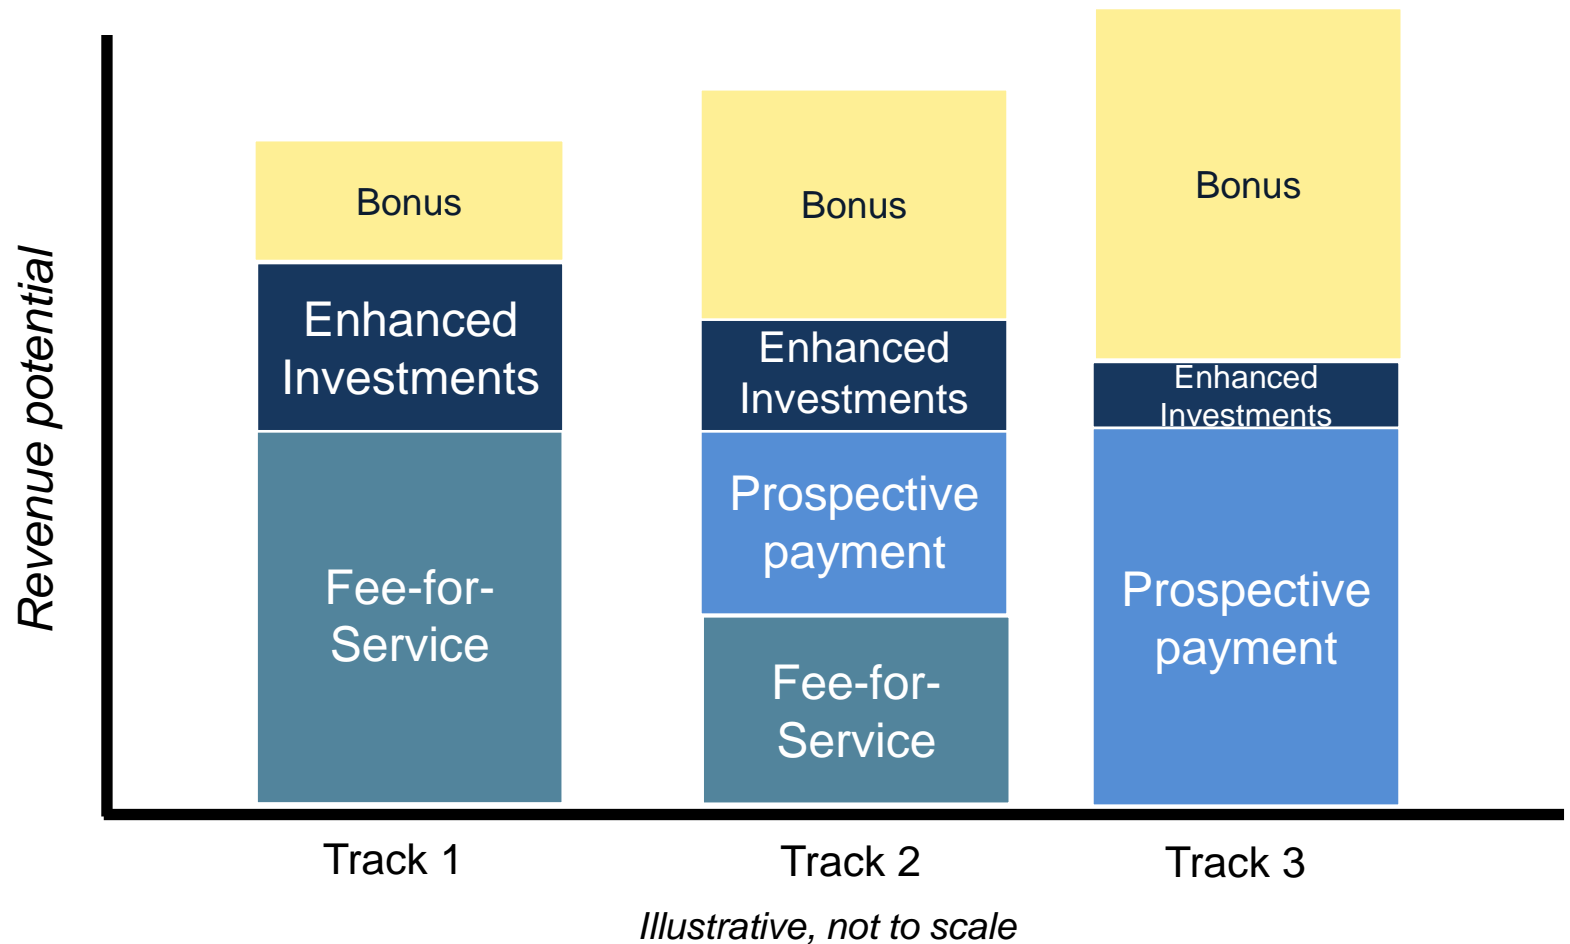 Revenue potential
Bonus
Enhanced
Investments
Fee-for-
Service
Track 1
Bonus
Enhanced
Investments
Prospective
payment
Fee-for-
Service
Track 2
Bonus
Enhanced
Investments
Prospective
payment
Track 3
Illustrative, not to scale